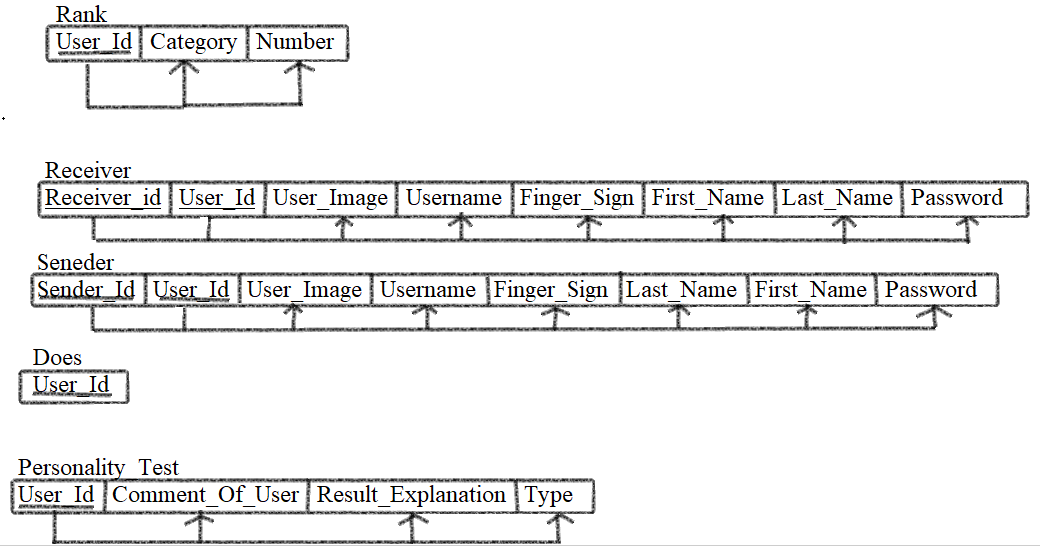 Rank
User_Id Category Number
Receiver
Receiver_id User_Id User_Image Username Finger_Sign First_Name Last_Name Password
Seneder
Sender_Id User_Id User_Image Username Finger_Sign Last_Name First_Name Password
Does
User_Id
Personality_Test
User_Id Comment_Of_User Result_Explanation Type